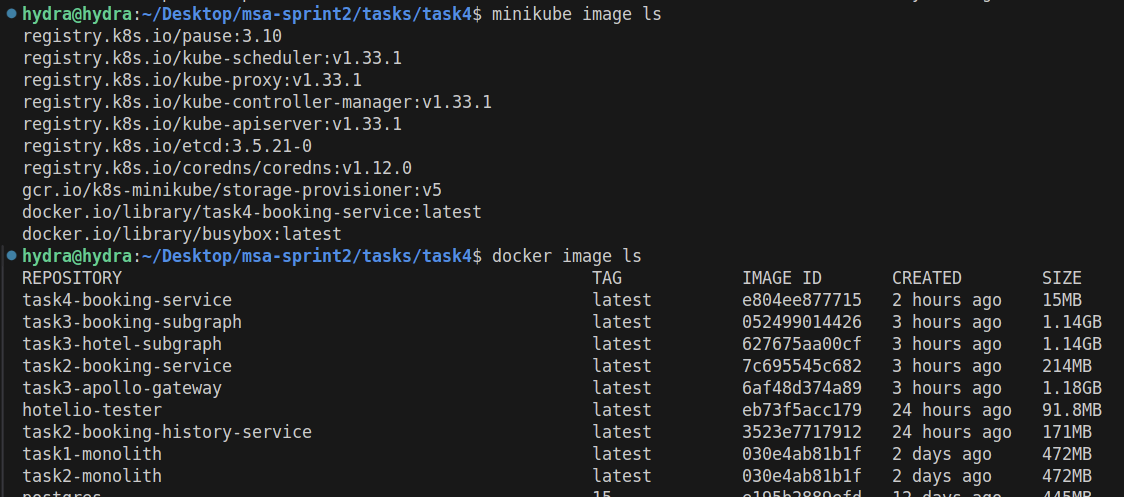 hydra@hydra:~/Desktop/msa-sprint2/tasks/task4$ minikube image ls
registry.k8s.io/pause:3.10
registry.k8s.io/kube-scheduler:v1.33.1
registry.k8s.io/kube-proxy:v1.33.1
registry.k8s.io/kube-controller-manager:v1.33.1
registry.k8s.io/kube-apiserver:v1.33.1
registry.k8s.io/etcd:3.5.21-0
registry.k8s.io/coredns/coredns:v1.12.0
gcr.io/k8s-minikube/storage-provisioner:v5
docker.io/library/task4-booking-service:latest
docker.io/library/busybox:latest
hydra@hydra:~/Desktop/msa-sprint2/tasks/task4$ docker image ls
REPOSITORY TAG IMAGE ID CREATED SIZE
task4-booking-service latest e804ee877715 2 hours ago 15MB
task3-booking-subgraph latest 052499014426 3 hours ago 1.14GB
task3-hotel-subgraph latest 627675aa00cf 3 hours ago 1.14GB
task2-booking-service latest 7c695545c682 3 hours ago 214MB
task3-apollo-gateway latest 6af48d374a89 3 hours ago 1.18GB
hotelio-tester latest eb73f5acc179 24 hours ago 91.8MB
task2-booking-history-service latest 3523e7717912 24 hours ago 171MB
task1-monolith latest 030e4ab81b1f 2 days ago 472MB
task2-monolith latest 030e4ab81b1f 2 days ago 472MB
postgres 15 12 days ago 445MB